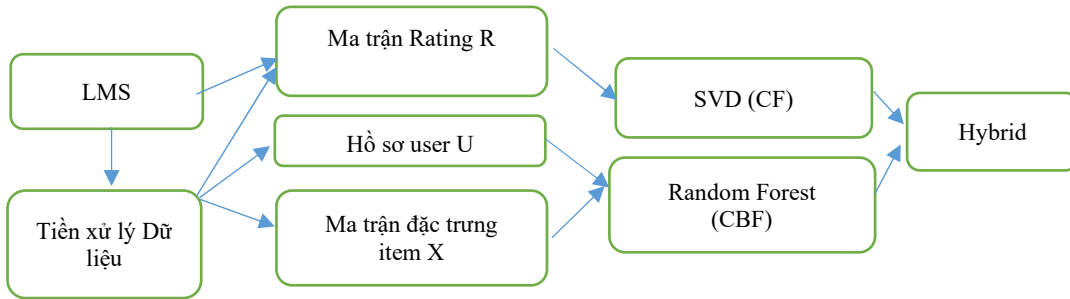 LMS
Tiền xử lý Dữ
liệu
Ma trận Rating R
Hồ sơ user U
Ma trận đặc trưng
item X
SVD (CF)
Random Forest
(CBF)
Hybrid